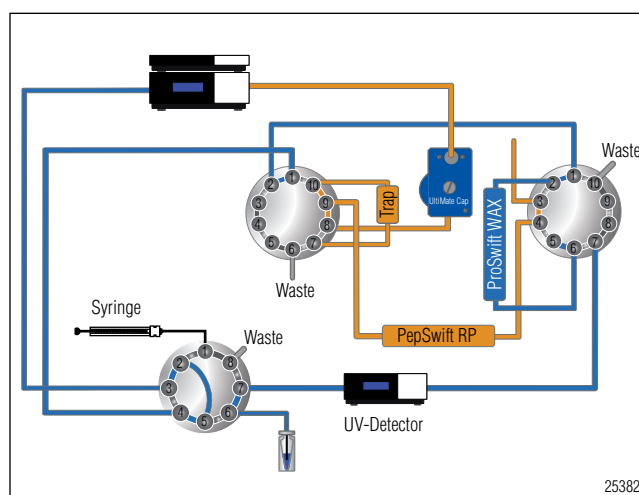 Waste
2
1
10
3
9
4
8
5
6
7
Trap
UltiMate Cap
2
1
10
3
9
4
8
5
6
7
ProSwift WAX
Waste
PepSwift RP
Syringe
Waste
1
2
8
3
7
4
5
6
UV-Detector
25382
Waste